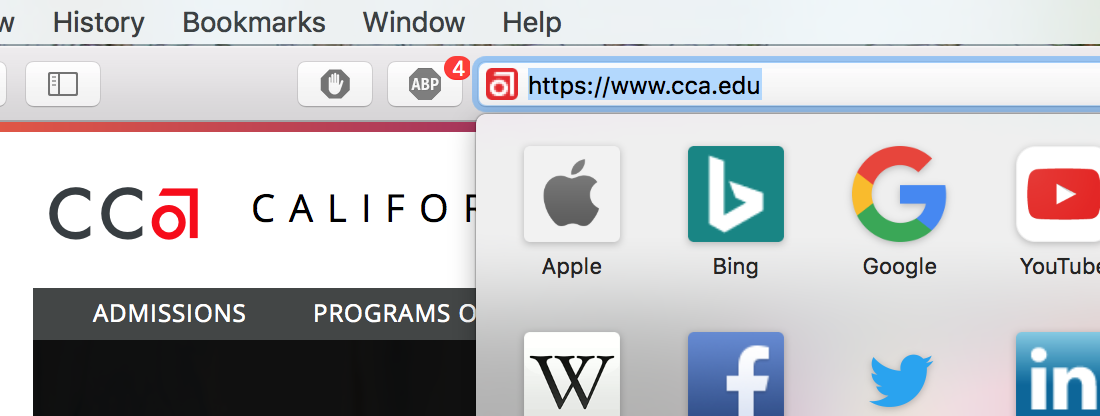 w History Bookmarks Window Help
ABP 4 https://www.cca.edu
CCa CALIFOR
Apple Bing Google YouTube
ADMISSIONS PROGRAMS O
W f in